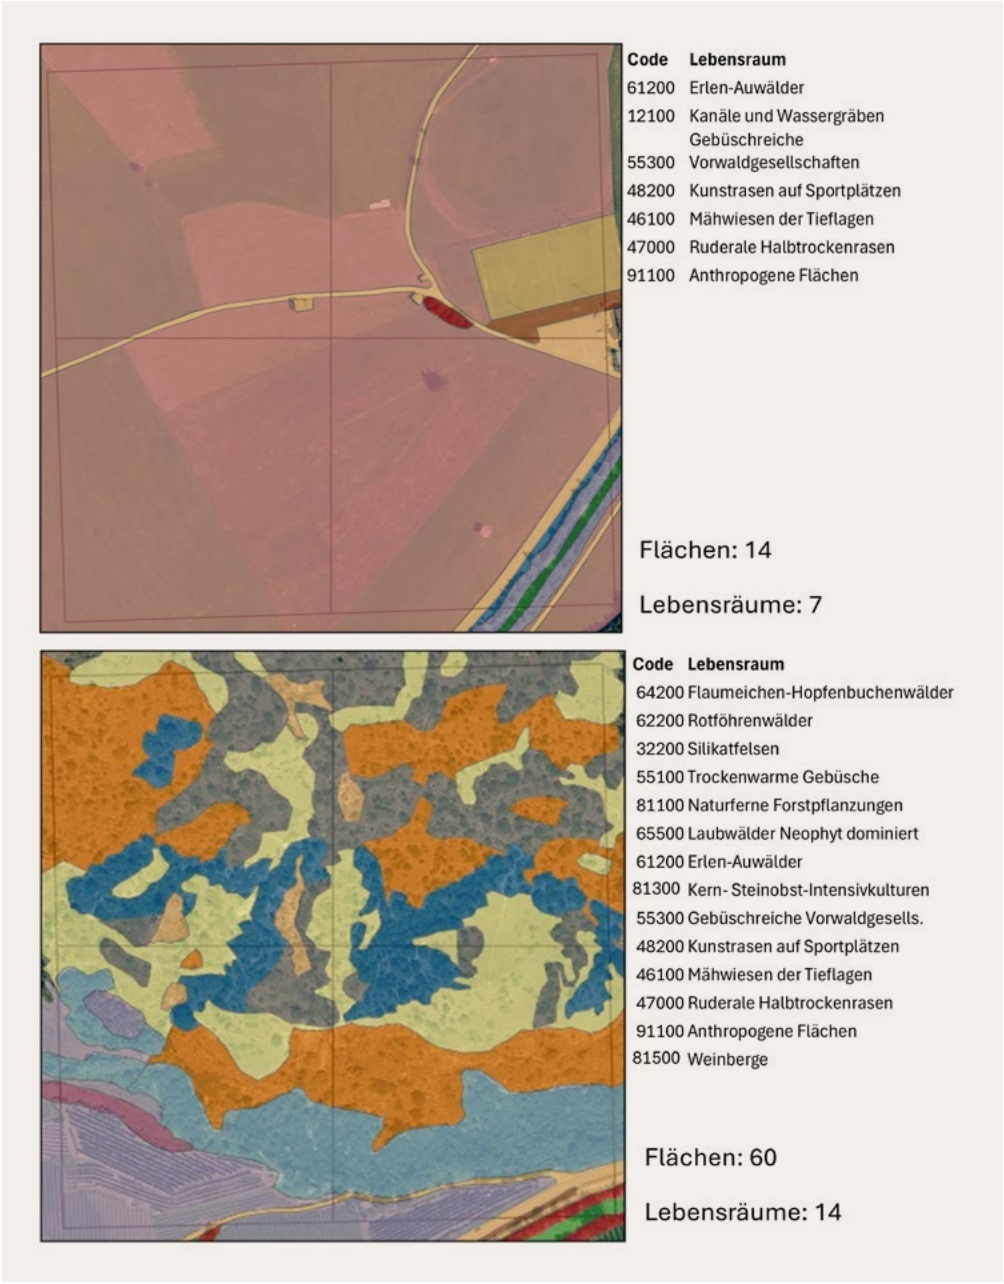 Code Lebensraum
61200 Erlen-Auwälder
12100 Kanäle und Wassergräben
Gebüschreiche
55300 Vorwaldgesellschaften
48200 Kunstrasen auf Sportplätzen
46100 Mähwiesen der Tieflagen
47000 Ruderale Halbtrockenrasen
91100 Anthropogene Flächen
Flächen: 14
Lebensräume: 7
Code Lebensraum
64200 Flaumeichen-Hopfenbuchenwälder
62200 Rotföhrenwälder
32200 Silikatfelsen
55100 Trockenwarme Gebüsche
81100 Naturferne Forstpflanzungen
65500 Laubwälder Neophyt dominiert
61200 Erlen-Auwälder
81300 Kern- Steinobst-Intensivkulturen
55300 Gebüschreiche Vorwaldgesells.
48200 Kunstrasen auf Sportplätzen
46100 Mähwiesen der Tieflagen
47000 Ruderale Halbtrockenrasen
91100 Anthropogene Flächen
81500 Weinberge
Flächen: 60
Lebensräume: 14